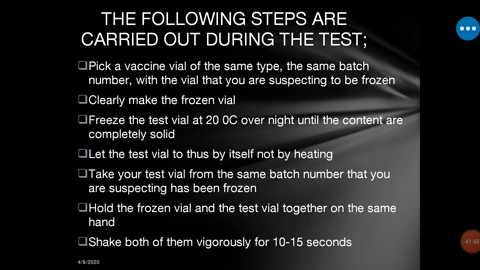 THE FOLLOWING STEPS ARE
CARRIED OUT DURING THE TEST;
Pick a vaccine vial of the same type, the same batch
number, with the vial that you are suspecting to be frozen
Clearly make the frozen vial
Freeze the test vial at 20 0C over night until the content are
completely solid
Let the test vial to thus by itself not by heating
Take your test vial from the same batch number that you
are suspecting has been frozen
Hold the frozen vial and the test vial together on the same
hand
Shake both of them vigorously for 10-15 seconds
4/9/2020
41:48